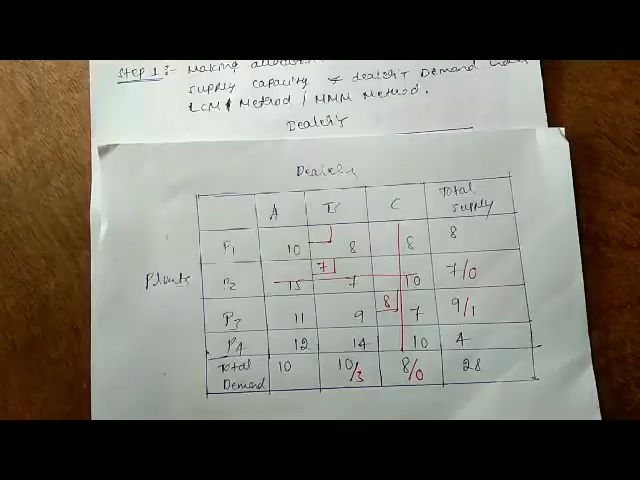 Step 1:- Making
supply capacity & dealer's Demand under
LCM Method / MMM Method.
Dealers
Dealers
A B C Total Supply
P1 10 8 8 8
Plants P2 15 7 7 10 7/0
P3 11 9 8 7 9/1
P4 12 14 10 4
Total Demand 10 10/3 8/0 28